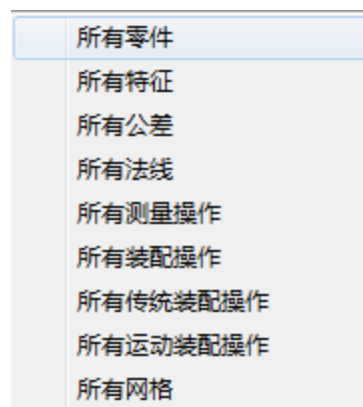 所有零件
所有特征
所有公差
所有法线
所有测量操作
所有装配操作
所有传统装配操作
所有运动装配操作
所有网格